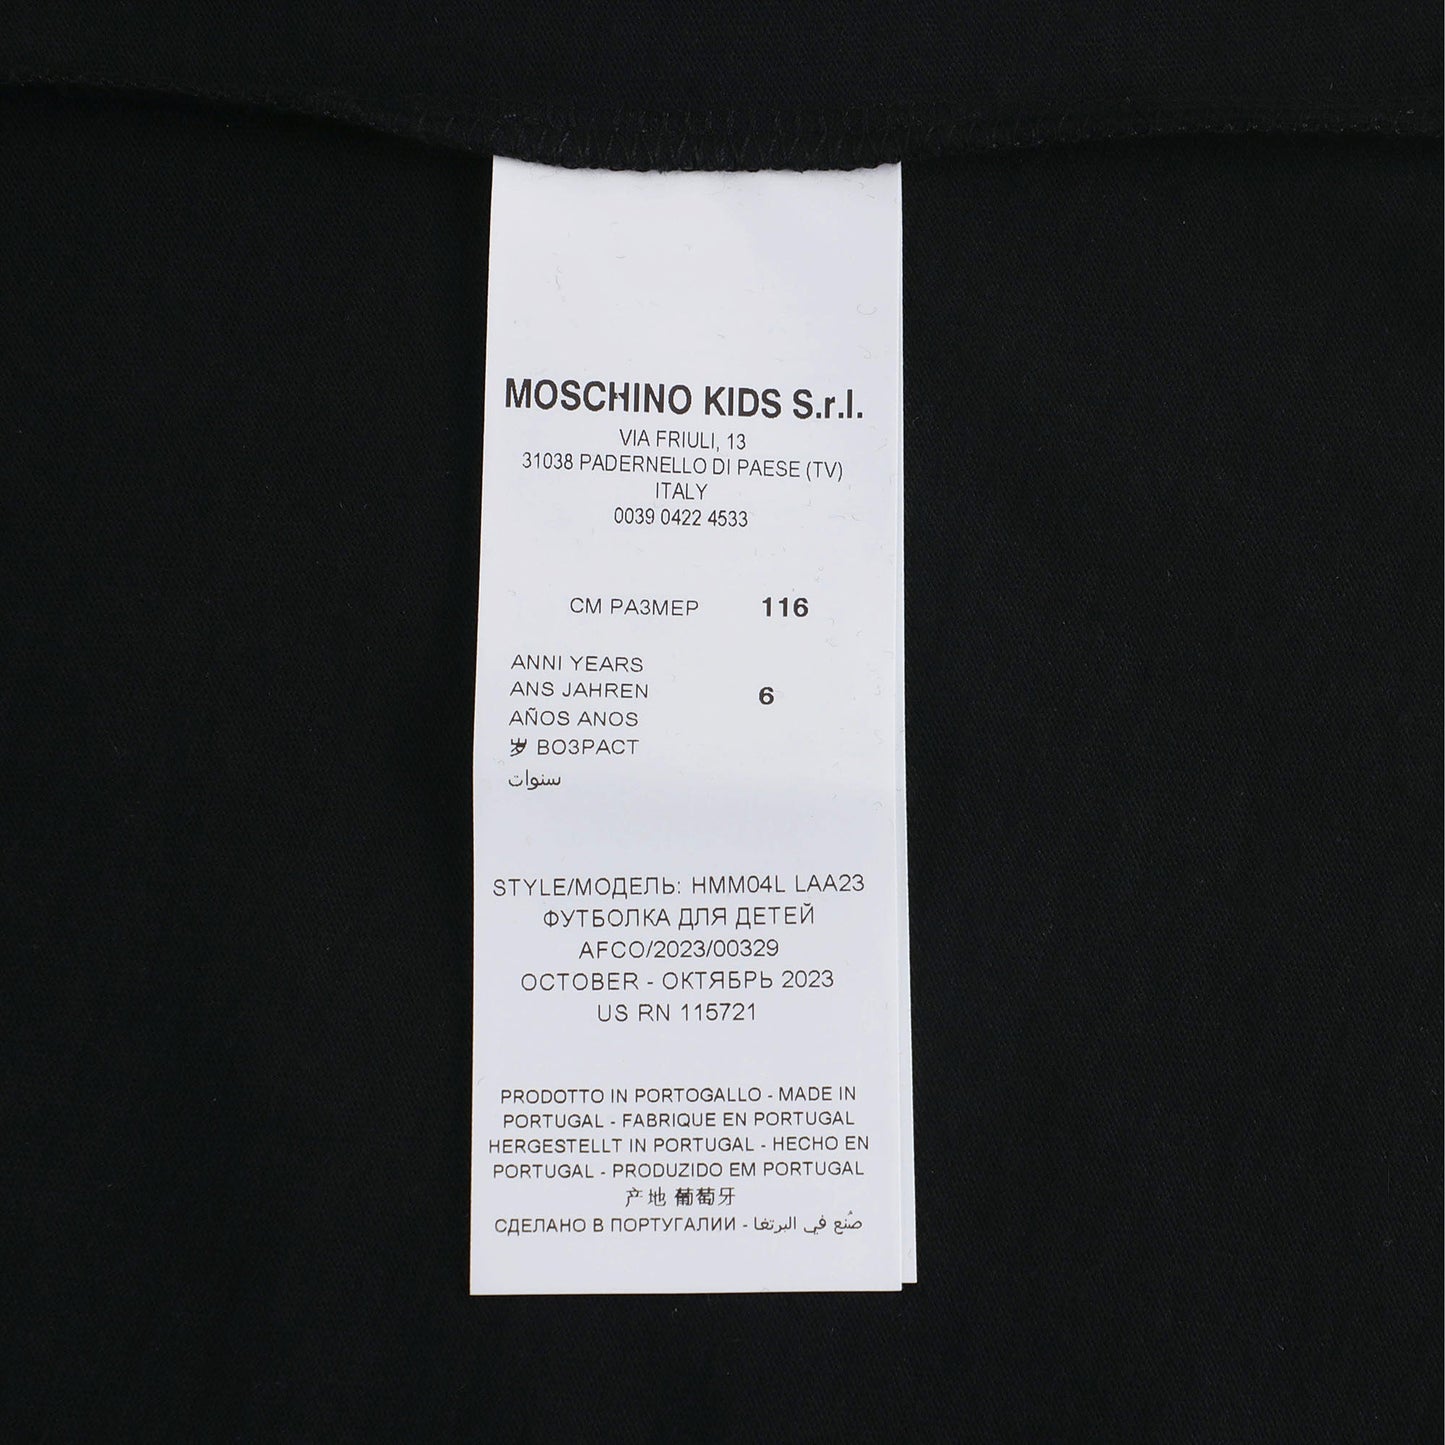 MOSCHINO KIDS S.r.l.
VIA FRIULI, 13
31038 PADERNELLO DI PAESE (TV)
ITALY
0039 0422 4533
CM РАЗМЕР 116
ANNI YEARS
ANS JAHREN 6
AÑOS ANOS
岁 ВОЗРАСТ
سنوات
STYLE/МОДЕЛЬ: HMM04L LAA23
ФУТБОЛКА ДЛЯ ДЕТЕЙ
AFCO/2023/00329
OCTOBER - ОКТЯБРЬ 2023
US RN 115721
PRODOTTO IN PORTOGALLO - MADE IN
PORTUGAL - FABRIQUE EN PORTUGAL
HERGESTELLT IN PORTUGAL - HECHO EN
PORTUGAL - PRODUZIDO EM PORTUGAL
产地 葡萄牙
СДЕЛАНО В ПОРТУГАЛИИ - صُنع في البرتغا